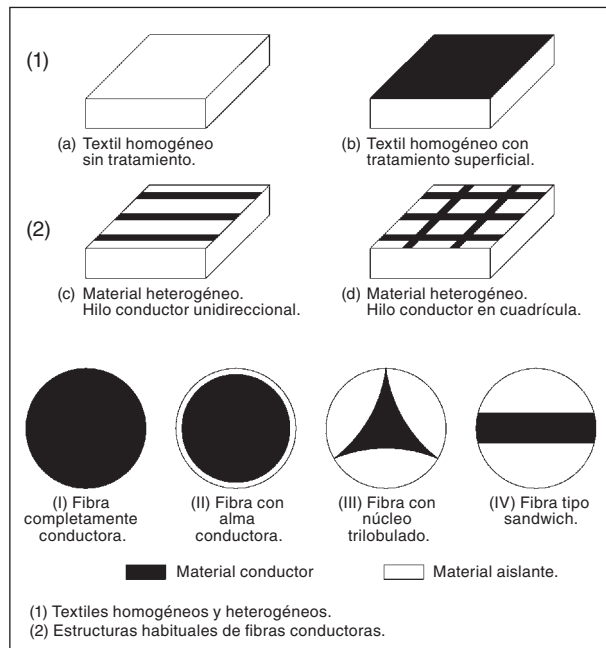 (1)
(a) Textil homogéneo
sin tratamiento.
(b) Textil homogéneo con
tratamiento superficial.
(2)
(c) Material heterogéneo.
Hilo conductor unidireccional.
(d) Material heterogéneo.
Hilo conductor en cuadrícula.
(I) Fibra
completamente
conductora.
(II) Fibra con
alma
conductora.
(III) Fibra con
núcleo
trilobulado.
(IV) Fibra tipo
sandwich.
Material conductor
Material aislante.
(1) Textiles homogéneos y heterogéneos.
(2) Estructuras habituales de fibras conductoras.